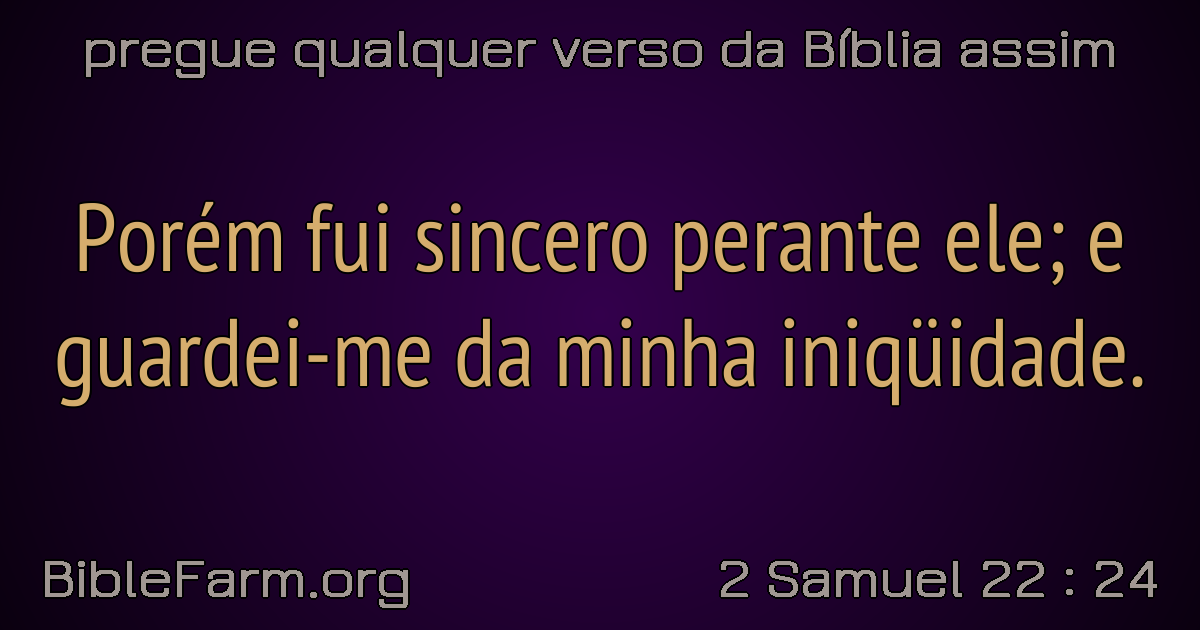 pregue qualquer verso da Bíblia assim
Porém fui sincero perante ele; e
guardei-me da minha iniqüidade.
BibleFarm.org
2 Samuel 22 : 24